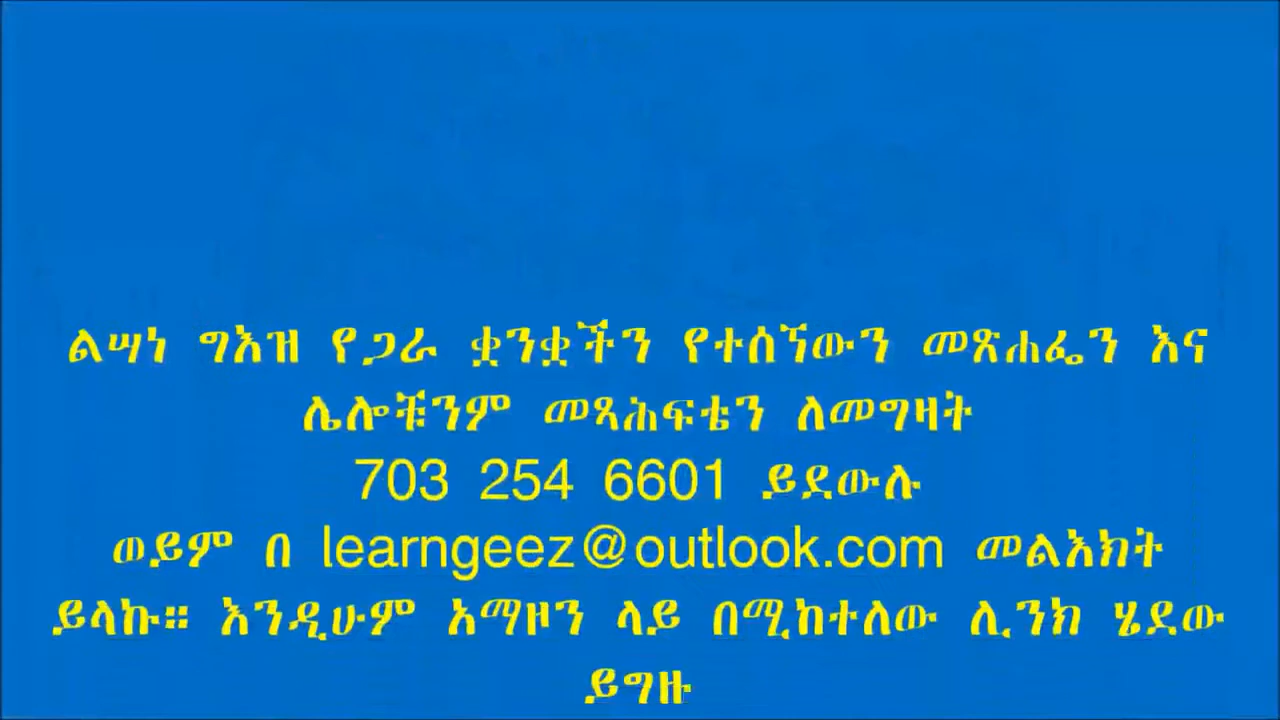 ልሣነ ግእዝ የጋራ ቋንቋችን የተሰኘውን መጽሐፌን እና
ሌሎቹንም መጻሕፍቴን ለመግዛት
703 254 6601 ይደውሉ
ወይም በ learngeez@outlook.com መልእክት
ይላኩ። እንዲሁም አማዞን ላይ በሚከተለው ሊንክ ሄደው
ይግዙ